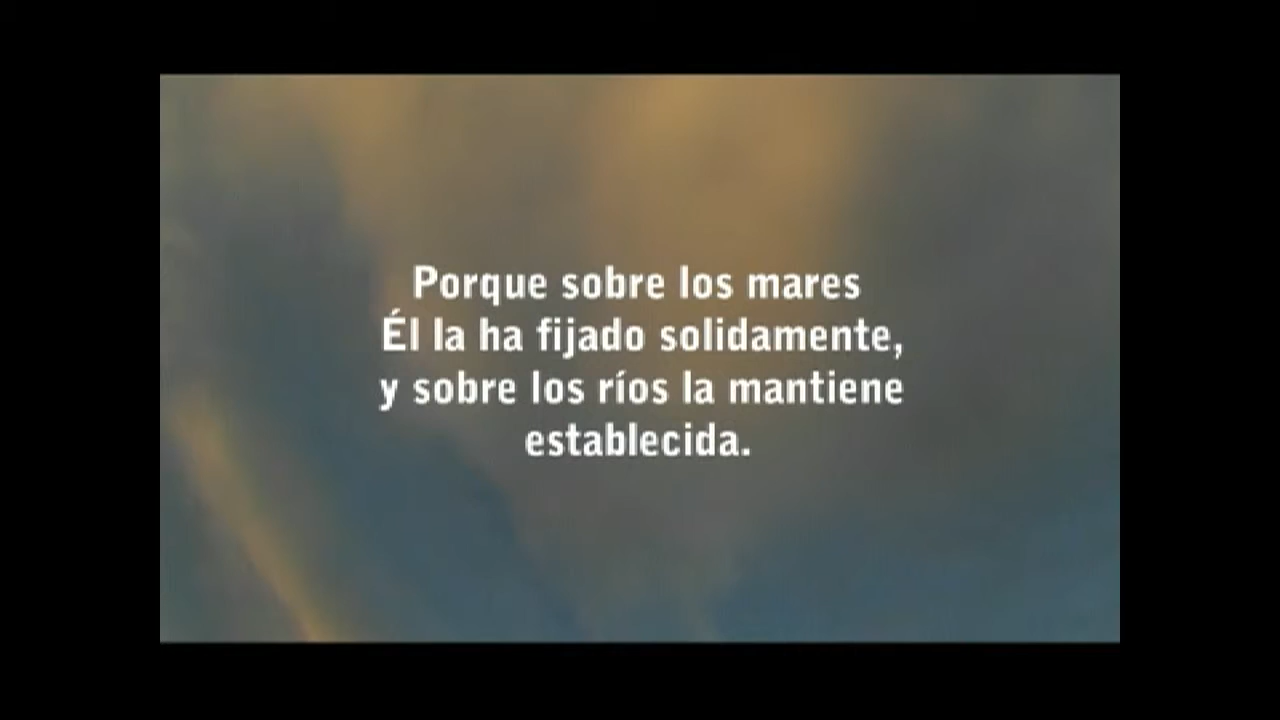 Porque sobre los mares
Él la ha fijado solidamente,
y sobre los ríos la mantiene
establecida.